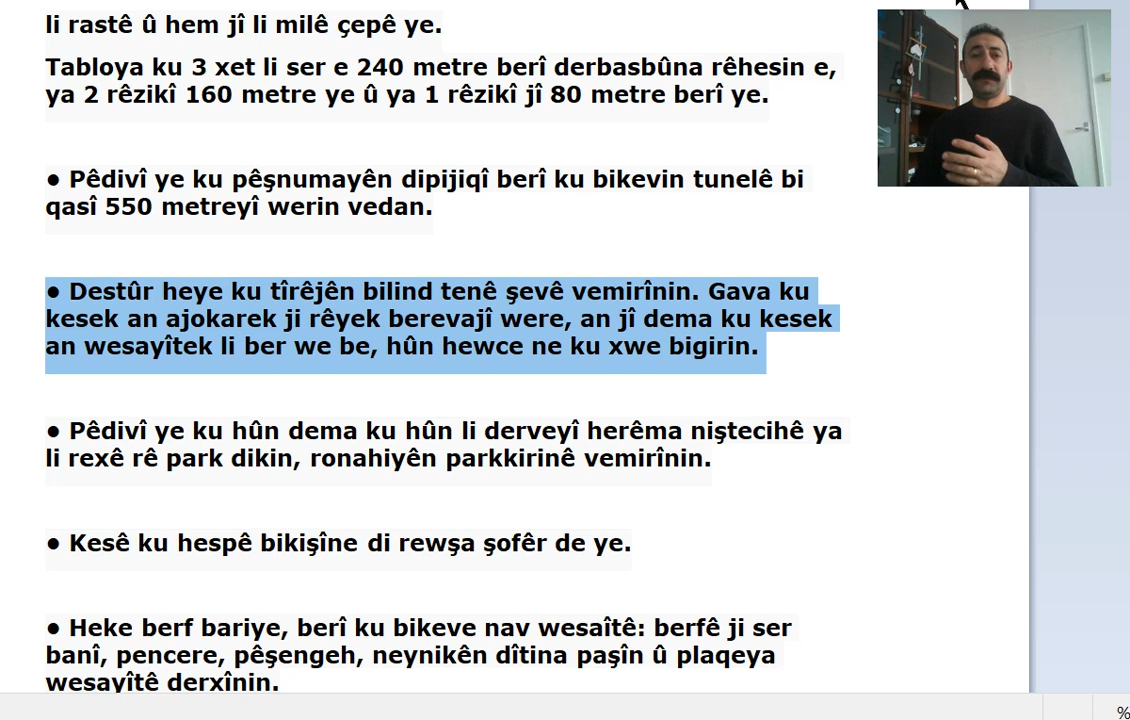 li rastê û hem jî li milê çepê ye.
Tabloya ku 3 xet li ser e 240 metre berî derbasbûna rêhesin e,
ya 2 rêzikî 160 metre ye û ya 1 rêzikî jî 80 metre berî ye.
• Pêdivî ye ku pêşnumayên dipijiqî berî ku bikevin tunelê bi
qasî 550 metreyî werin vedan.
• Destûr heye ku tîrêjên bilind tenê şevê vemirînin. Gava ku
kesek an ajokarek ji rêyek berevajî were, an jî dema ku kesek
an wesayîtek li ber we be, hûn hewce ne ku xwe bigirin.
• Pêdivî ye ku hûn dema ku hûn li derveyî herêma niştecihê ya
li rexê rê park dikin, ronahiyên parkkirinê vemirînin.
• Kesê ku hespê bikişîne di rewşa şofêr de ye.
• Heke berf bariye, berî ku bikeve nav wesaîtê: berfê ji ser
banî, pencere, pêşengeh, neynikên dîtina paşîn û plaqeya
wesayîtê derxînin.
%